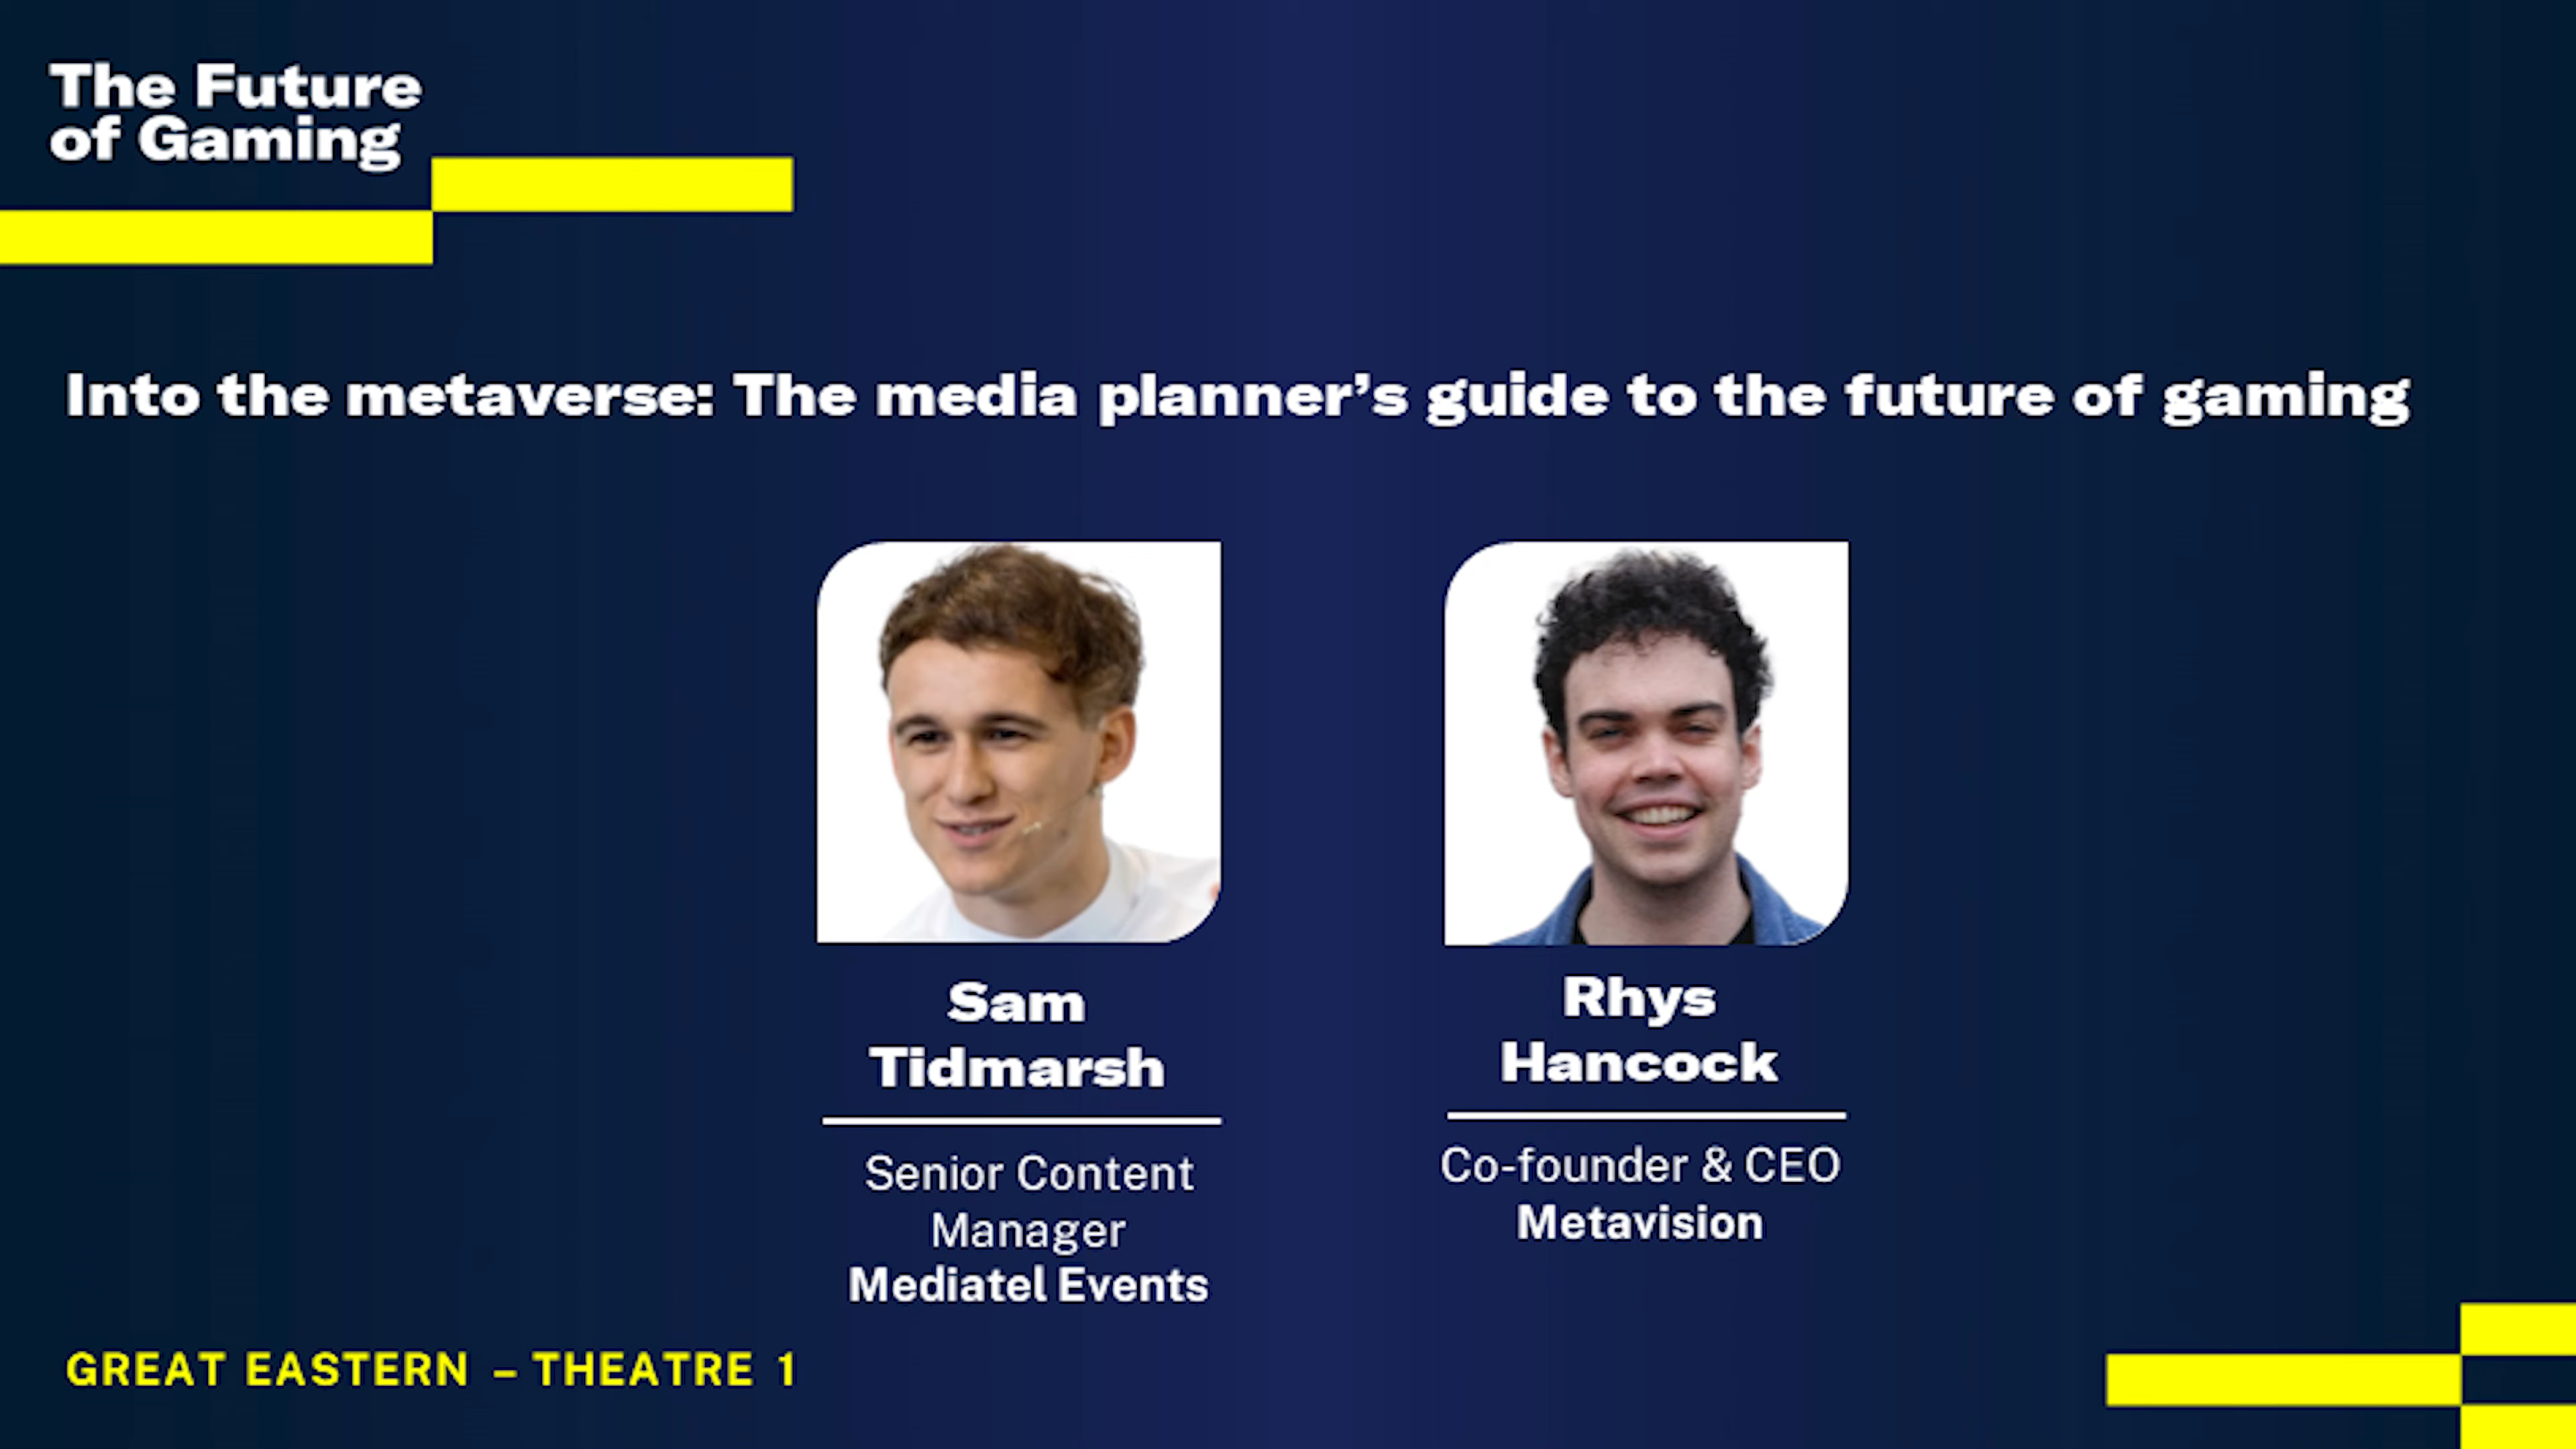 The Future
of Gaming
Into the metaverse: The media planner’s guide to the future of gaming
Sam
Tidmarsh
Senior Content
Manager
Mediatel Events
Rhys
Hancock
Co-founder & CEO
Metavision
GREAT EASTERN – THEATRE 1